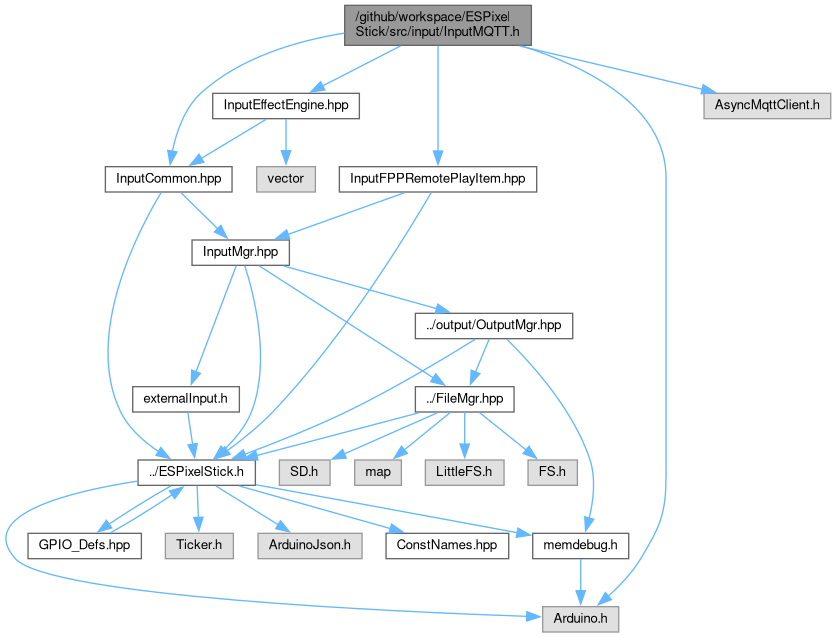 /github/workspace/ESPixel
Stick/src/input/InputMQTT.h
InputEffectEngine.hpp
AsyncMqttClient.h
InputCommon.hpp
vector
InputFPPRemotePlayItem.hpp
InputMgr.hpp
../output/OutputMgr.hpp
externalInput.h
../FileMgr.hpp
../ESPixelStick.h
SD.h
map
LittleFS.h
FS.h
GPIO_Defs.hpp
Ticker.h
ArduinoJson.h
ConstNames.hpp
memdebug.h
Arduino.h